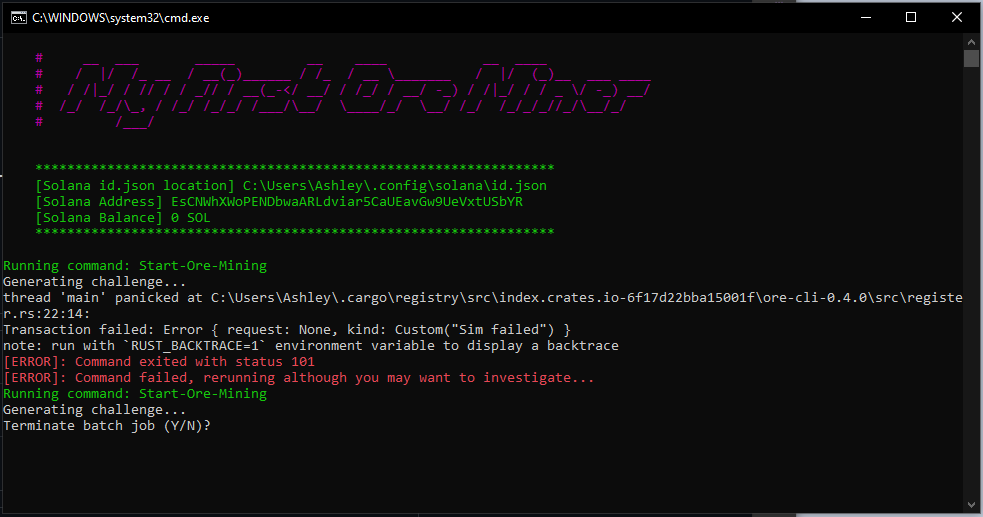 C:\WINDOWS\system32\cmd.exe
My First Ore Miner
*****************************************************************
[Solana id.json location] C:\Users\Ashley\.config\solana\id.json
[Solana Address] EsCNWhXWoPENDbwaARLdviar5CaUEavGw9UeVxtUSbYR
[Solana Balance] 0 SOL
*****************************************************************
Running command: Start-Ore-Mining
Generating challenge...
thread 'main' panicked at C:\Users\Ashley\.cargo\registry\src\index.crates.io-6f17d22bba15001f\ore-cli-0.4.0\src\registe
r.rs:22:14:
Transaction failed: Error { request: None, kind: Custom("Sim failed") }
note: run with `RUST_BACKTRACE=1` environment variable to display a backtrace
[ERROR]: Command exited with status 101
[ERROR]: Command failed, rerunning although you may want to investigate...
Running command: Start-Ore-Mining
Generating challenge...
Terminate batch job (Y/N)?